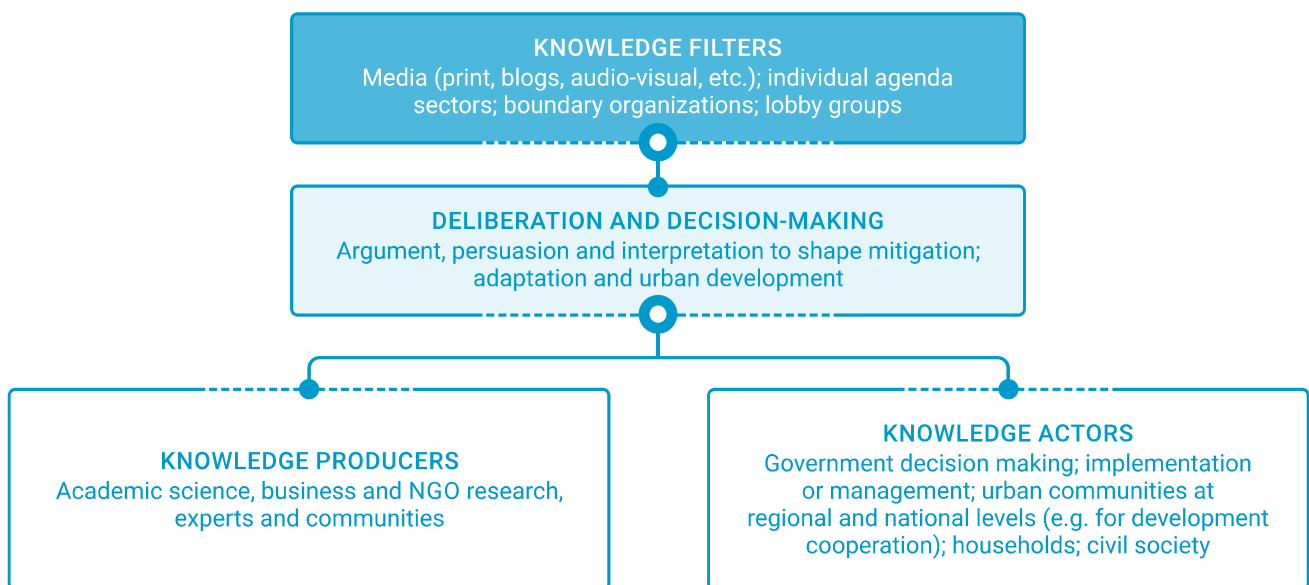 KNOWLEDGE FILTERS
Media (print, blogs, audio-visual, etc.); individual agenda
sectors; boundary organizations; lobby groups
DELIBERATION AND DECISION-MAKING
Argument, persuasion and interpretation to shape mitigation;
adaptation and urban development
KNOWLEDGE PRODUCERS
Academic science, business and NGO research,
experts and communities
KNOWLEDGE ACTORS
Government decision making; implementation
or management; urban communities at
regional and national levels (e.g. for development
cooperation); households; civil society